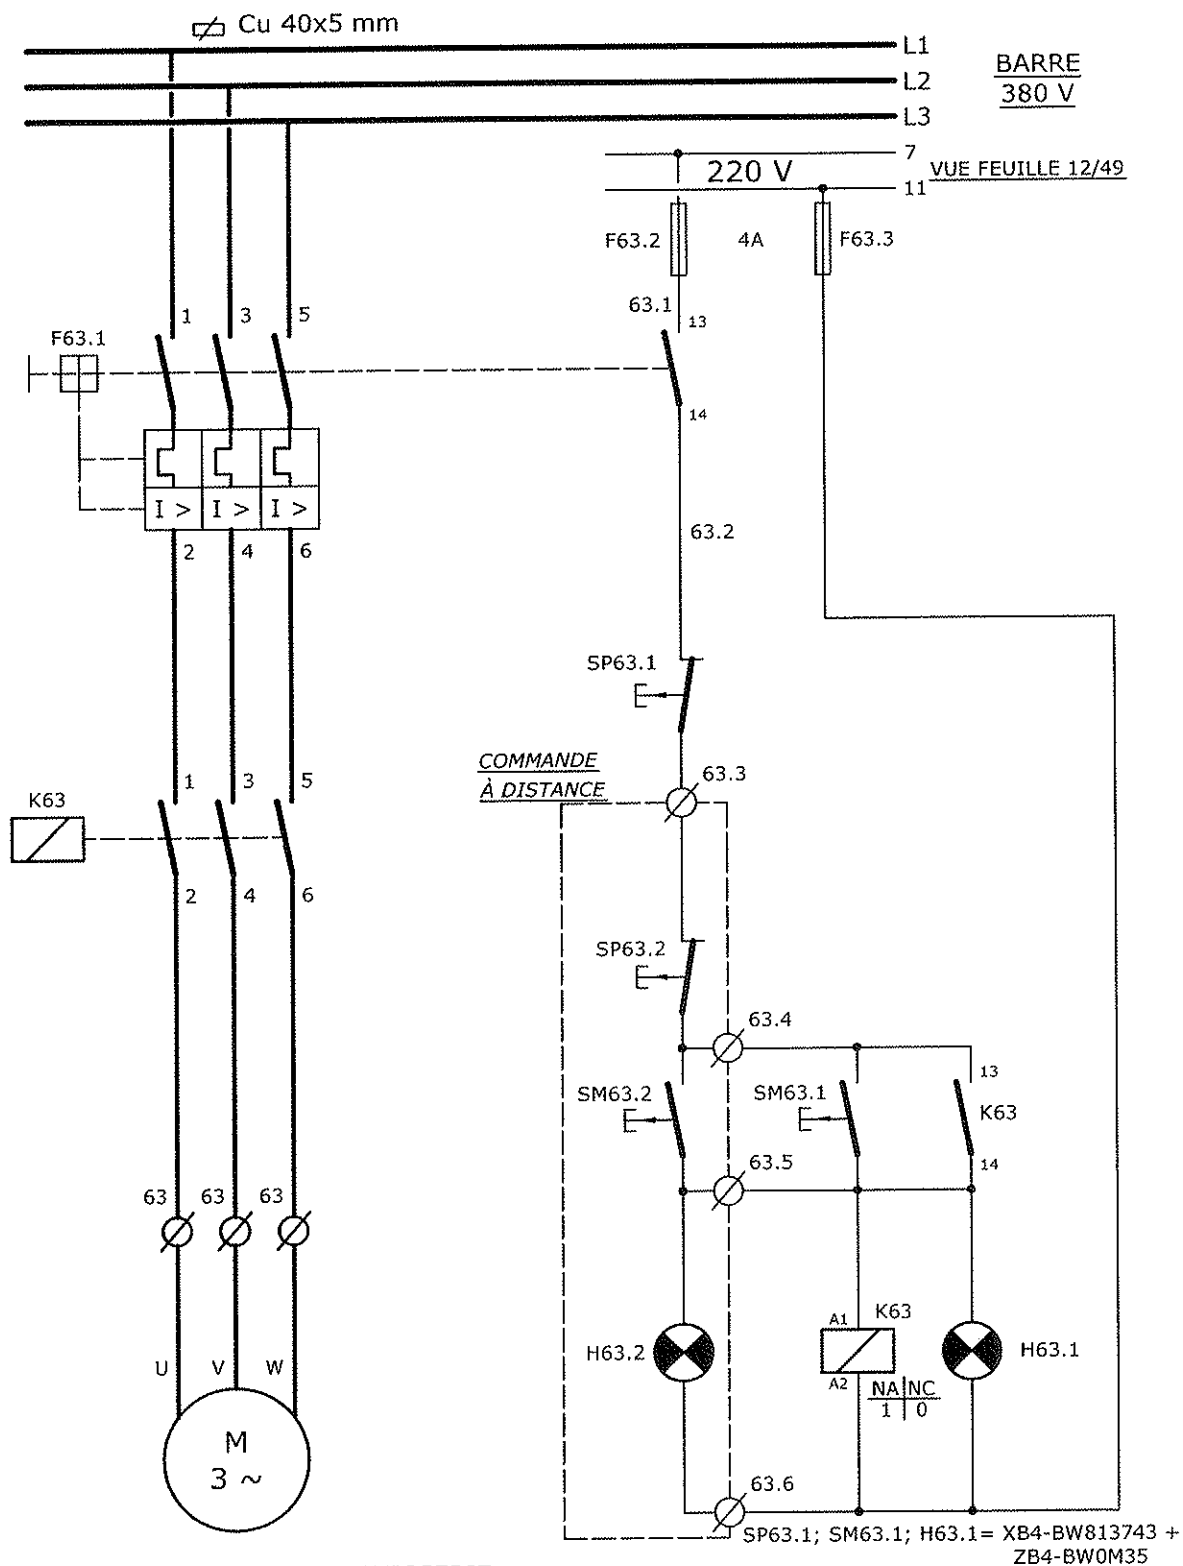 Cu 40x5 mm
L1
L2
L3
BARRE
380 V
7
220 V
11
VUE FEUILLE 12/49
F63.2
4A
F63.3
63.1
13
14
1
3
5
F63.1
I >
I >
I >
2
4
6
63.2
SP63.1
COMMANDE
À DISTANCE
63.3
K63
1
3
5
2
4
6
SP63.2
63.4
SM63.2
SM63.1
13
K63
14
63.5
63
63
63
U
V
W
M
3 ~
H63.2
A1
K63
A2
NA NC
1 0
H63.1
63.6
SP63.1; SM63.1; H63.1= XB4-BW813743 +
ZB4-BW0M35